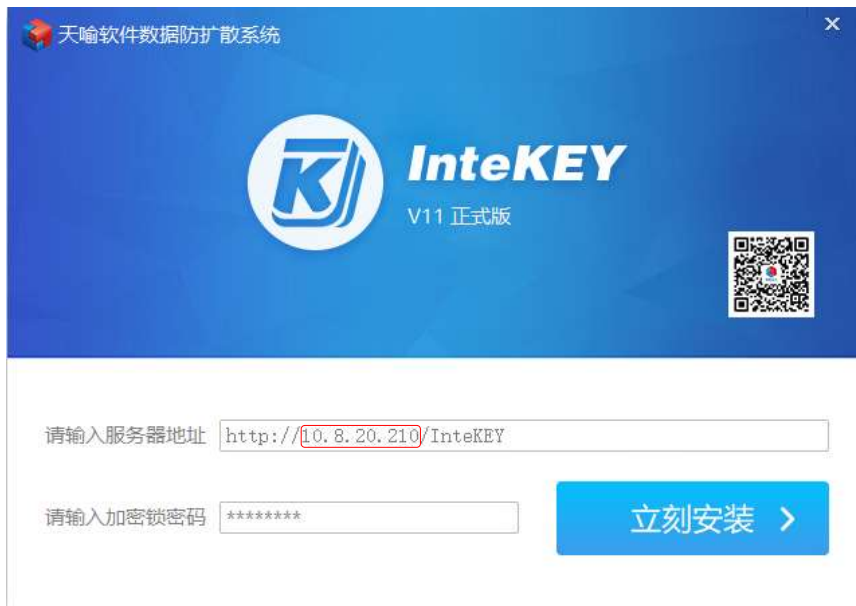 天喻软件数据防扩散系统
InteKEY
V11 正式版
请输入服务器地址 http://10.8.20.210/InteKEY
请输入加密锁密码 ********
立刻安装